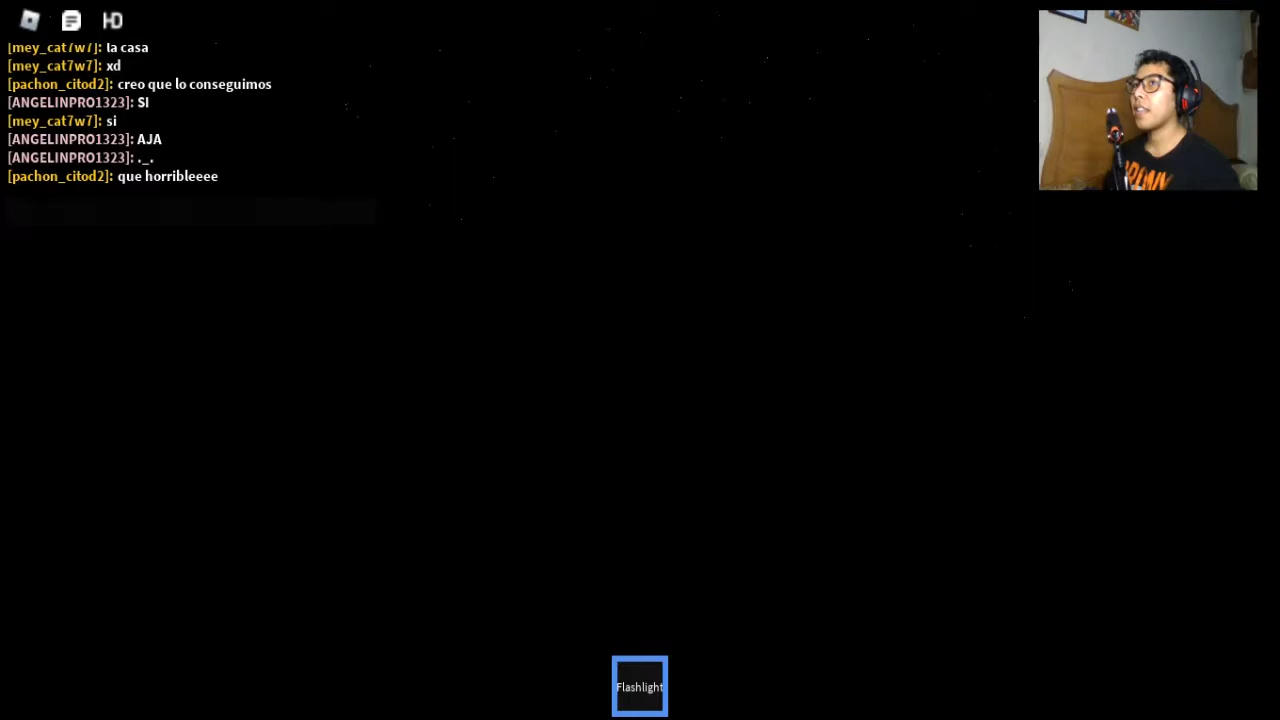 HD
[mey_cat7w7]: la casa
[mey_cat7w7]: xd
[pachon_citod2]: creo que lo conseguimos
[ANGELINPRO1323]: SI
[mey_cat7w7]: si
[ANGELINPRO1323]: AJA
[ANGELINPRO1323]: ._.
[pachon_citod2]: que horribleeee
Flashlight